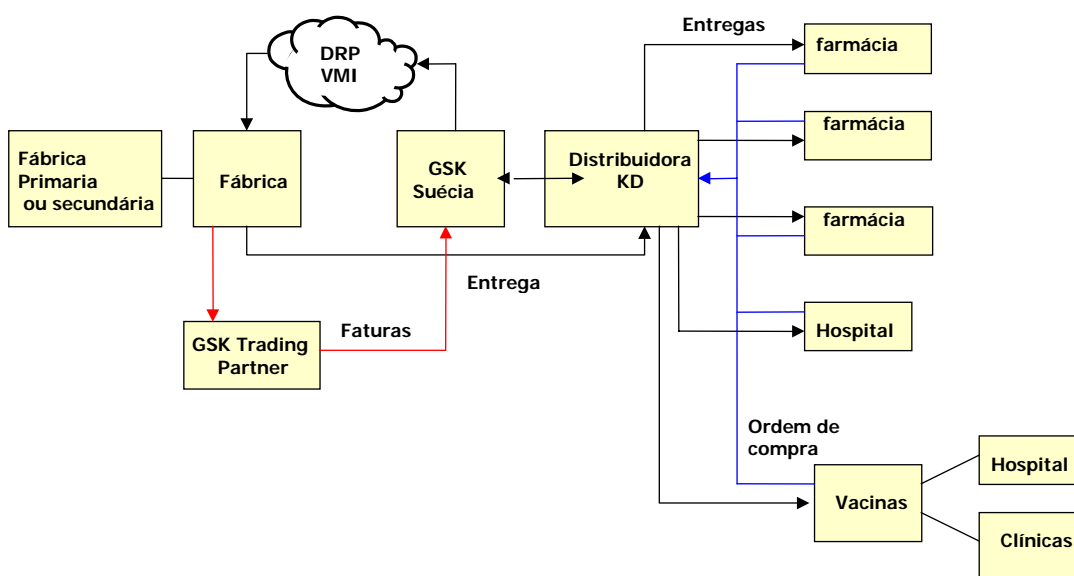 Entregas
farmácia
DRP
VMI
farmácia
Fábrica
Primaria
ou secundária
Fábrica
GSK
Suécia
Distribuidora
KD
farmácia
Entrega
GSK Trading
Partner
Faturas
Hospital
Ordem de
compra
Hospital
Vacinas
Clínicas